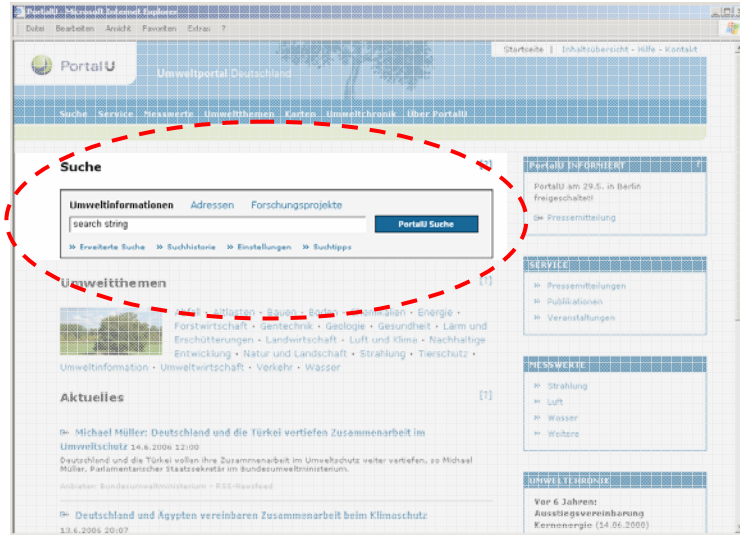 PortalU - Microsoft Internet Explorer
Datei Bearbeiten Ansicht Favoriten Extras ?
Startseite | Inhaltsübersicht - Hilfe - Kontakt
PortalU
Umweltportal Deutschland
Suche Service Messwerte Umweltthemen Karten Umweltchronik Über PortalU
Suche [?]
Umweltinformationen Adressen Forschungsprojekte
search string PortalU Suche
» Erweiterte Suche » Suchhistorie » Einstellungen » Suchtipps
Umweltthemen [?]
Abfall • Altlasten • Bauen • Boden • Chemikalien • Energie •
Forstwirtschaft • Gentechnik • Geologie • Gesundheit • Lärm und
Erschütterungen • Landwirtschaft • Luft und Klima • Nachhaltige
Entwicklung • Natur und Landschaft • Strahlung • Tierschutz •
Umweltinformation • Umweltwirtschaft • Verkehr • Wasser
Aktuelles [?]
Michael Müller: Deutschland und die Türkei vertiefen Zusammenarbeit im
Umweltschutz 14.6.2006 12:00
Deutschland und die Türkei wollen ihre Zusammenarbeit im Umweltschutz weiter vertiefen, so Michael
Müller, Parlamentarischer Staatssekretär im Bundesumweltministerium.
Anbieter: Bundesumweltministerium - RSS-Newsfeed
Deutschland und Ägypten vereinbaren Zusammenarbeit beim Klimaschutz
13.6.2006 20:07
PortalU INFORMIERT ?
PortalU am 29.5. in Berlin
freigeschaltet!
Pressemitteilung
SERVICE
» Pressemitteilungen
» Publikationen
» Veranstaltungen
MESSWERTE
» Strahlung
» Luft
» Wasser
» Weitere
UMWELTCHRONIK
Vor 6 Jahren:
Ausstiegsvereinbarung
Kernenergie (14.06.2000)